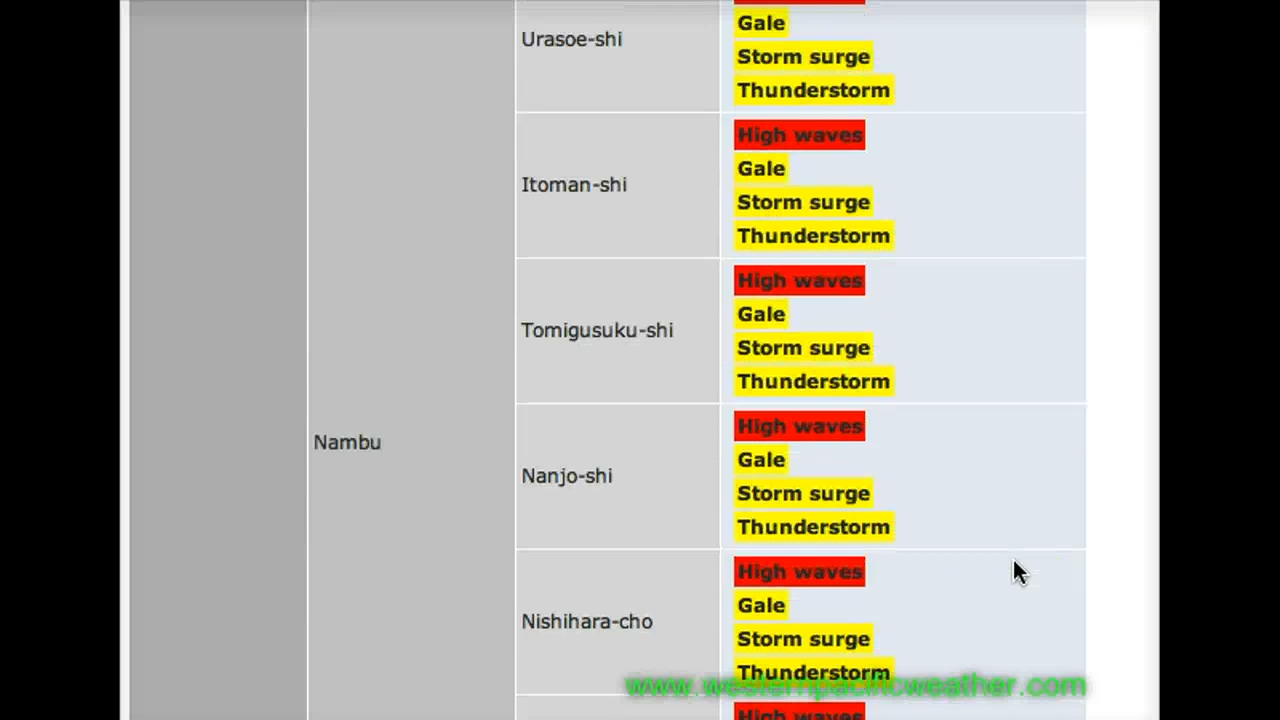 Urasoe-shi
Gale
Storm surge
Thunderstorm
Itoman-shi
High waves
Gale
Storm surge
Thunderstorm
Tomigusuku-shi
High waves
Gale
Storm surge
Thunderstorm
Nambu
Nanjo-shi
High waves
Gale
Storm surge
Thunderstorm
Nishihara-cho
High waves
Gale
Storm surge
Thunderstorm
www.westernpacificweather.com
High waves